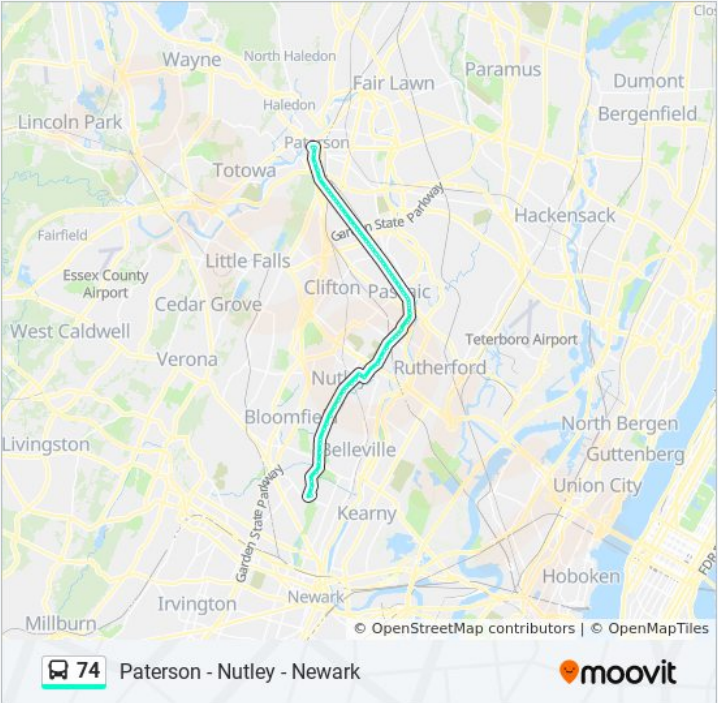 Clos
Wayne
North Haledon
Paramus
Fair Lawn
Dumont
Haledon
Bergenfield
Lincoln Park
Paterson
Totowa
Garden State Parkway
Hackensack
Fairfield
Little Falls
Essex County
Airport
Clifton
Passaic
Cedar Grove
West Caldwell
Teterboro Airport
Verona
Rutherford
Nutley
Bloomfield
North Bergen
Livingston
Belleville
Guttenberg
Union City
Garden State Parkway
Kearny
FDR
Hoboken
Irvington
Newark
Millburn
© OpenStreetMap contributors | © OpenMapTiles
74 Paterson - Nutley - Newark
moovit